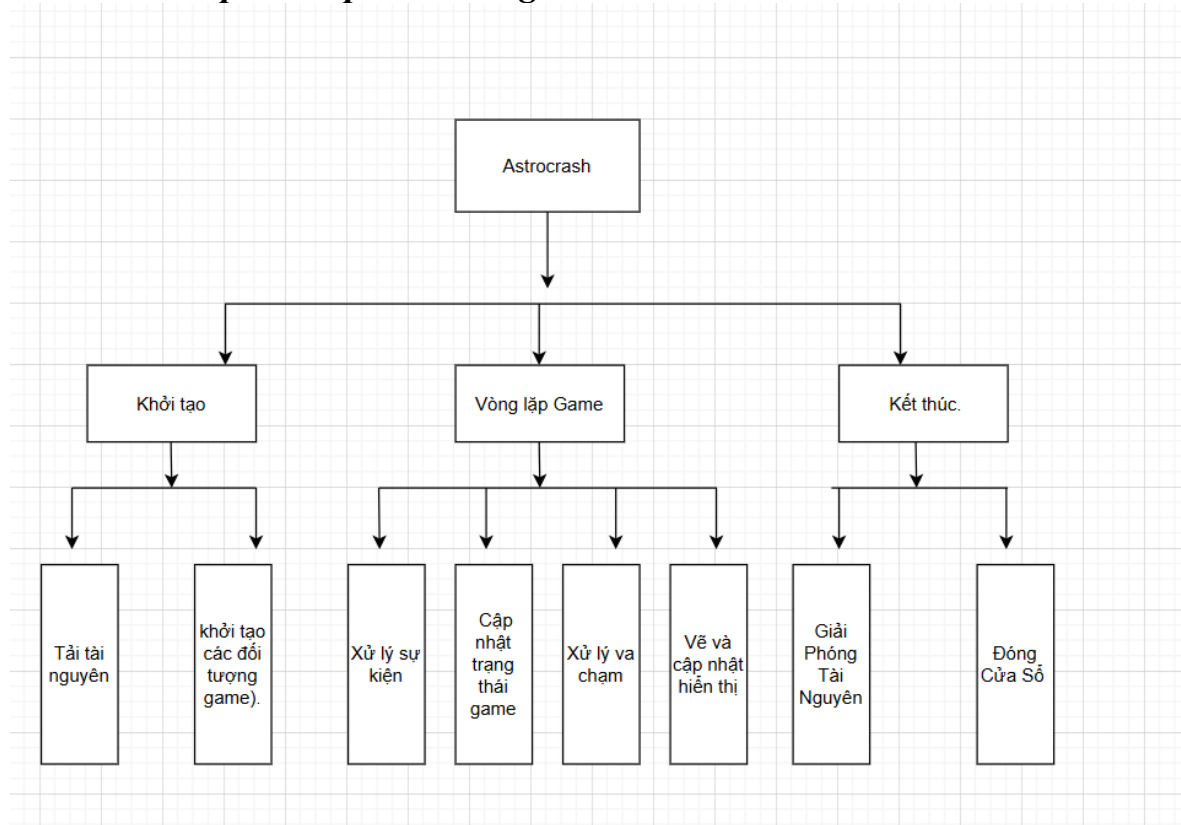 Astrocrash
Khởi tạo
Vòng lặp Game
Kết thúc.
Tải tài
nguyên
khởi tạo
các đối
tượng
game).
Xử lý sự
kiện
Cập
nhật
trạng
thái
game
Xử lý va
chạm
Vẽ và
cập nhật
hiển thị
Giải
Phóng
Tài
Nguyên
Đóng
Cửa Sổ